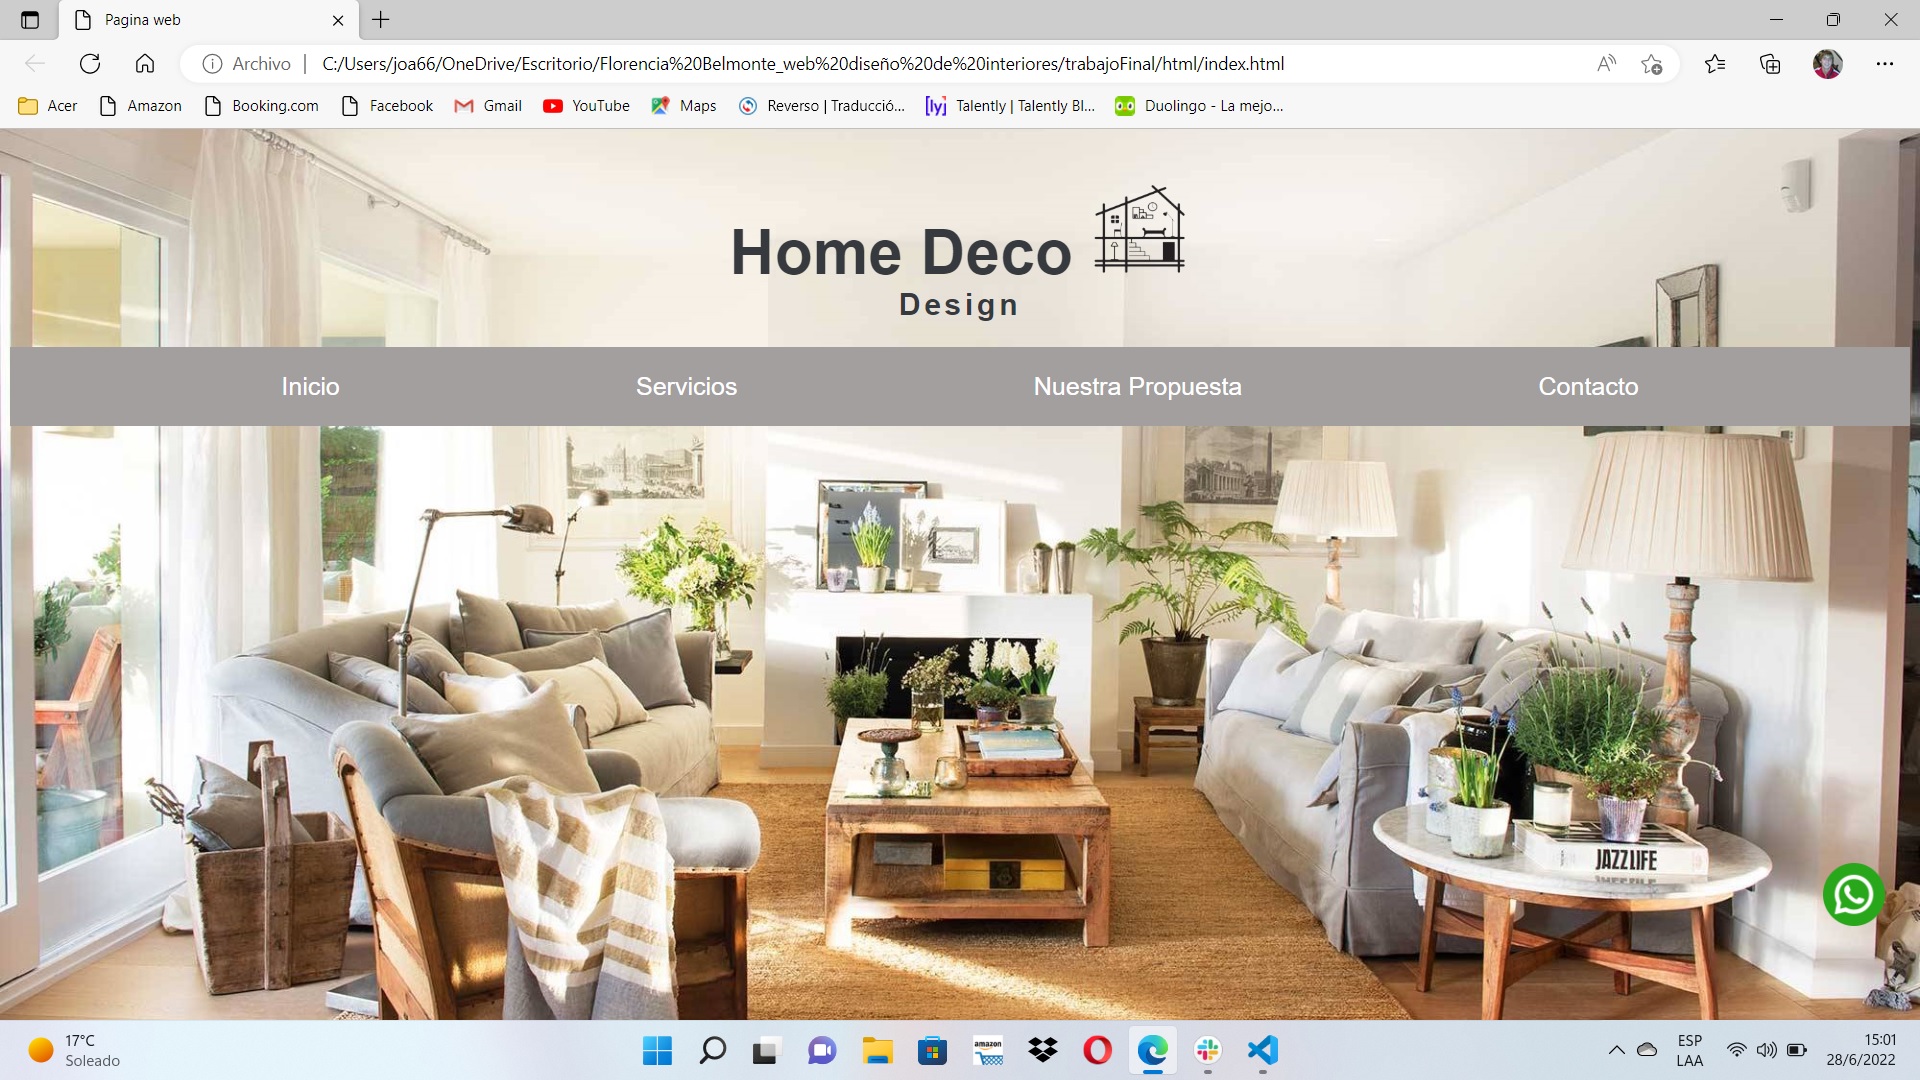 Pagina web
Archivo
C:/Users/joa66/OneDrive/Escritorio/Florencia%20Belmonte_web%20diseño%20de%20interiores/trabajoFinal/html/index.html
Acer
Amazon
Booking.com
Facebook
Gmail
YouTube
Maps
Reverso | Traducció...
[ly] Talently | Talently Bl...
Duolingo - La mejo...
Home Deco
Design
Inicio
Servicios
Nuestra Propuesta
Contacto
JAZZLIFE
17°C
Soleado
amazon
ESP
LAA
15:01
28/6/2022